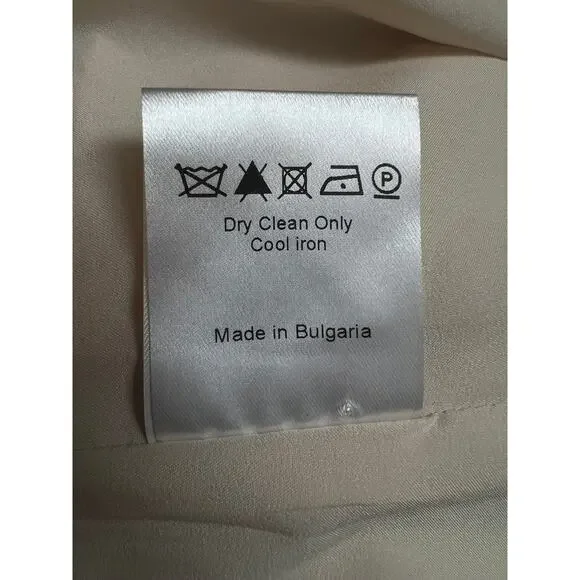 P
Dry Clean Only
Cool iron
Made in Bulgaria